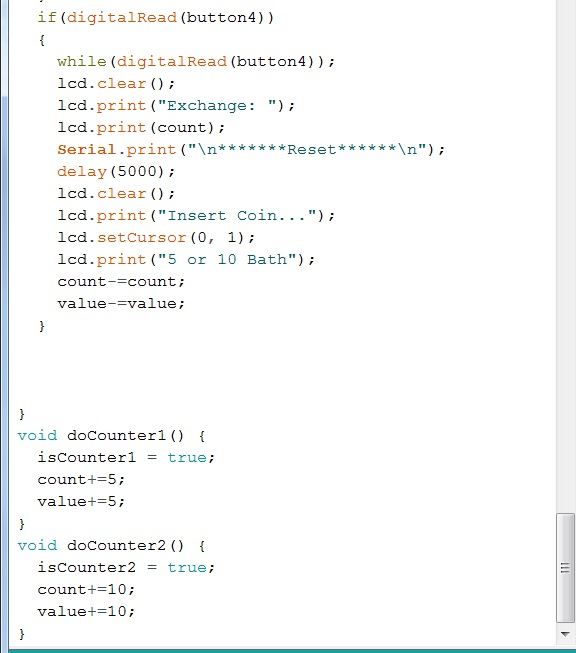 if(digitalRead(button4))
{
while(digitalRead(button4));
lcd.clear();
lcd.print("Exchange: ");
lcd.print(count);
Serial.print("\n*******Reset******\n");
delay(5000);
lcd.clear();
lcd.print("Insert Coin...");
lcd.setCursor(0, 1);
lcd.print("5 or 10 Bath");
count-=count;
value-=value;
}
}
void doCounter1() {
isCounter1 = true;
count+=5;
value+=5;
}
void doCounter2() {
isCounter2 = true;
count+=10;
value+=10;
}